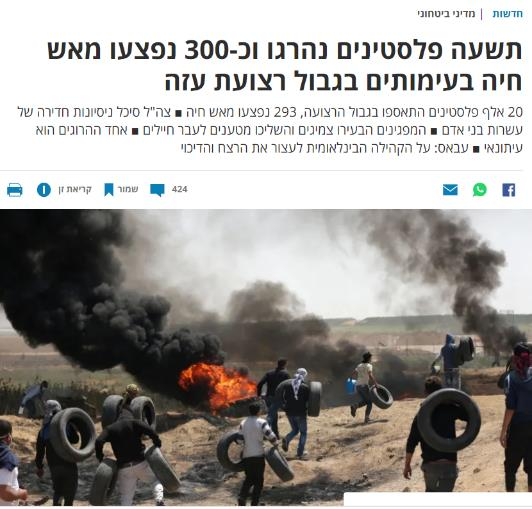 חדשות | מדיני ביטחוני
תשעה פלסטינים נהרגו וכ-300 נפצעו מאש
חיה בעימותים בגבול רצועת עזה
20 אלף פלסטינים התאספו בגבול הרצועה, 293 נפצעו מאש חיה ■ צה"ל סיכל ניסיונות חדירה של
עשרות בני אדם ■ המפגינים הבעירו צמיגים והשליכו מטענים לעבר חיילים ■ אחד ההרוגים הוא
עיתונאי ■ עבאס: על הקהילה הבינלאומית לעצור את הרצח והדיכוי
424 שמור קריאת זן